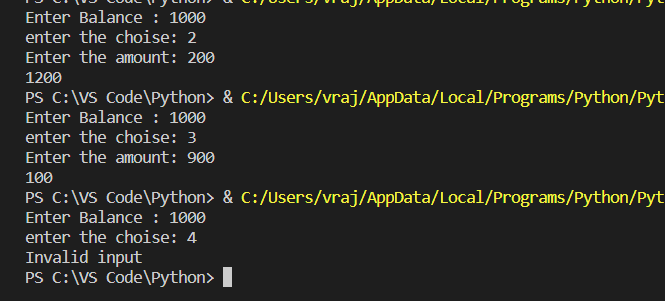 PS C:\VS Code\Python> & C:/Users/vraj/AppData/Local/Programs/Python/Pyt
Enter Balance : 1000
enter the choise: 2
Enter the amount: 200
1200
PS C:\VS Code\Python> & C:/Users/vraj/AppData/Local/Programs/Python/Pyt
Enter Balance : 1000
enter the choise: 3
Enter the amount: 900
100
PS C:\VS Code\Python> & C:/Users/vraj/AppData/Local/Programs/Python/Pyt
Enter Balance : 1000
enter the choise: 4
Invalid input
PS C:\VS Code\Python>